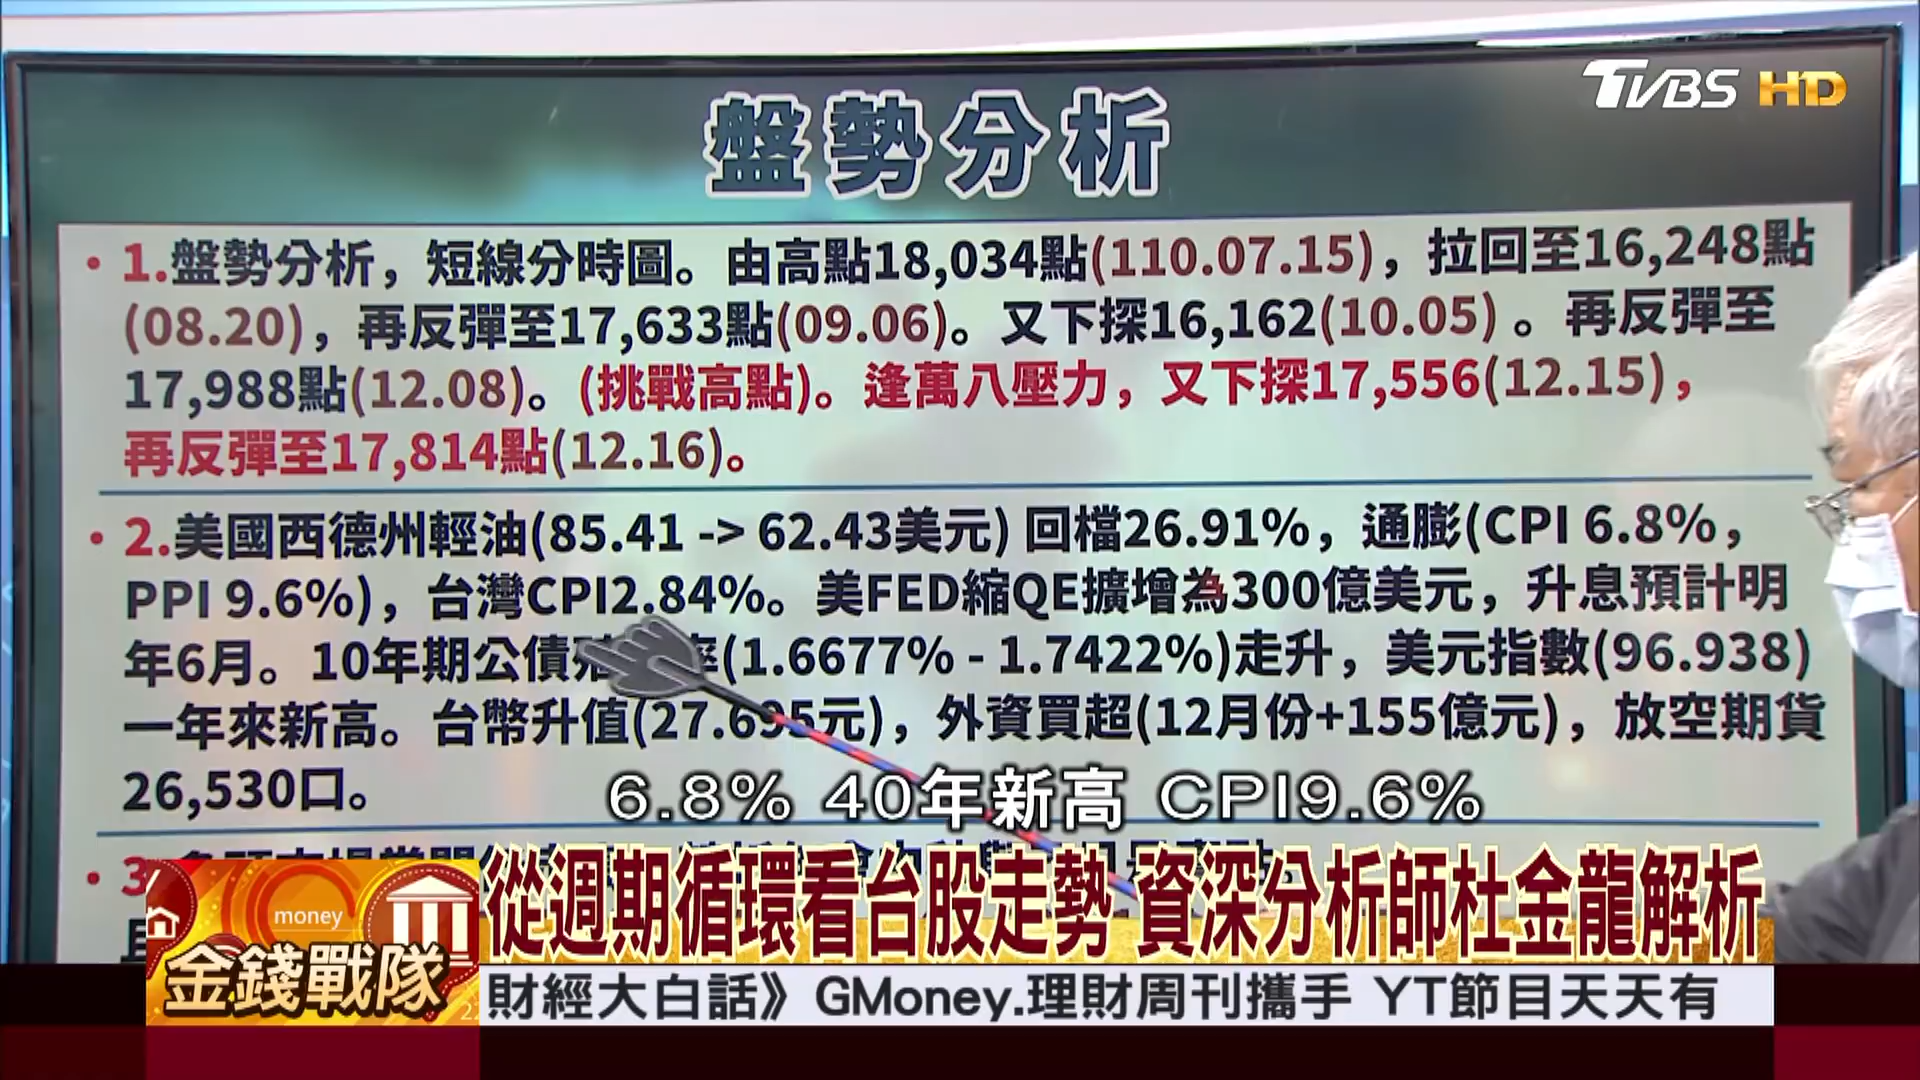 TVBS HD
盤勢分析
• 1.盤勢分析，短線分時圖。由高點18,034點(110.07.15)，拉回至16,248點
(08.20)，再反彈至17,633點(09.06)。又下探16,162(10.05)。再反彈至
17,988點(12.08)。(挑戰高點)。逢萬八壓力，又下探17,556(12.15)，
再反彈至17,814點(12.16)。
• 2.美國西德州輕油(85.41 -> 62.43美元) 回檔26.91%，通膨(CPI 6.8%，
PPI 9.6%)，台灣CPI2.84%。美FED縮QE擴增為300億美元，升息預計明
年6月。10年期公債殖率(1.6677% - 1.7422%)走升，美元指數(96.938)
一年來新高。台幣升值(27.695元)，外資買超(12月份+155億元)，放空期貨
26,530口。
6.8% 40年新高 CPI9.6%
• 3
money
金錢戰隊
從週期循環看台股走勢 資深分析師杜金龍解析
財經大白話》GMoney.理財周刊攜手 YT節目天天有